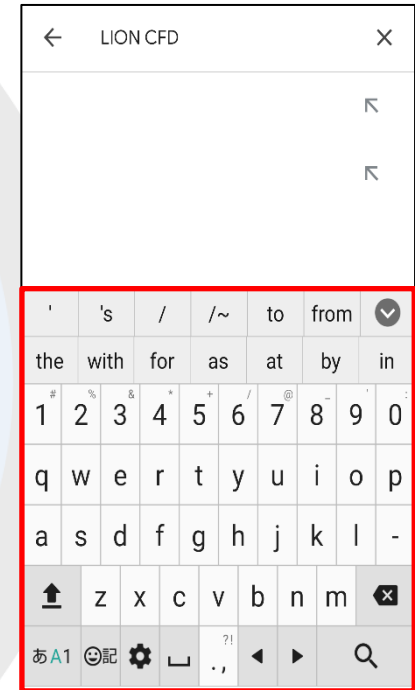 LION CFD
' 's / /~ to from
the with for as at by in
# % & * + / @ _ ' :
1 2 3 4 5 6 7 8 9 0
q w e r t y u i o p
a s d f g h j k l -
z x c v b n m
?!
あA1 記 .,